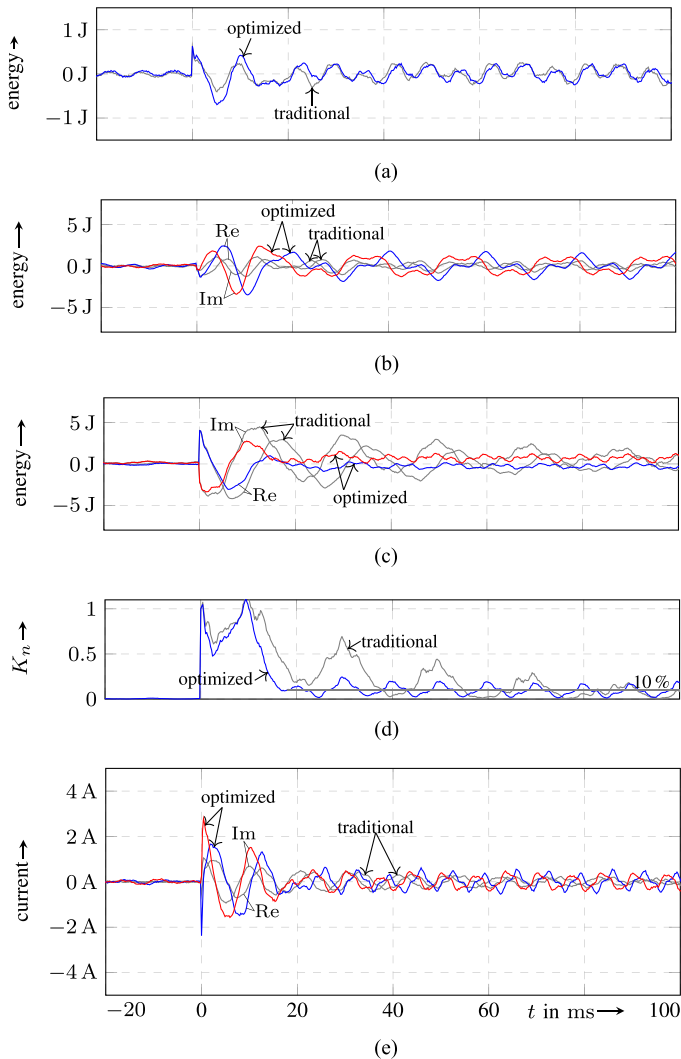 energy→
1 J
0 J
−1 J
optimized
traditional
(a)
energy→
5 J
0 J
−5 J
Re
Im
optimized
traditional
(b)
energy→
5 J
0 J
−5 J
Im
Re
traditional
optimized
(c)
Kn→
1
0.5
0
traditional
optimized
10 %
(d)
current→
4 A
2 A
0 A
−2 A
−4 A
optimized
Im
Re
traditional
−20 0 20 40 60 80 t in ms→ 100
(e)